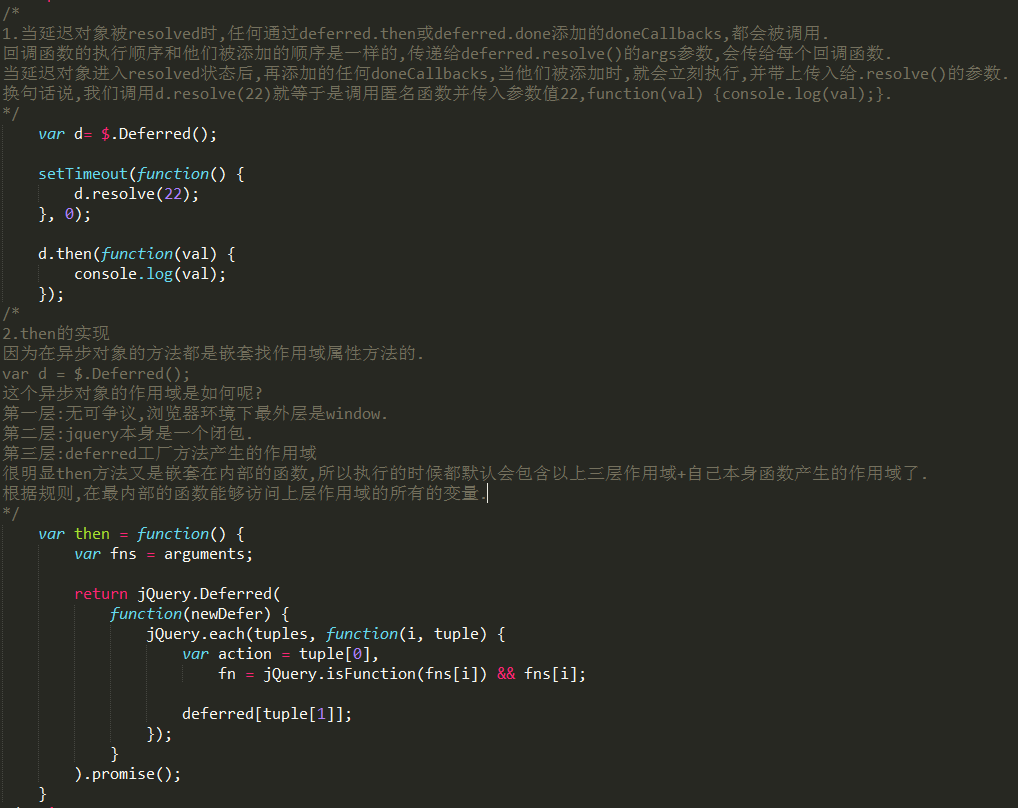 /*
1.当延迟对象被resolved时,任何通过deferred.then或deferred.done添加的doneCallbacks,都会被调用.
回调函数的执行顺序和他们被添加的顺序是一样的,传递给deferred.resolve()的args参数,会传给每个回调函数.
当延迟对象进入resolved状态后,再添加的任何doneCallbacks,当他们被添加时,就会立刻执行,并带上传入给.resolve()的参数.
换句话说,我们调用d.resolve(22)就等于是调用匿名函数并传入参数值22,function(val) {console.log(val);}.
*/
var d= $.Deferred();
setTimeout(function() {
d.resolve(22);
}, 0);
d.then(function(val) {
console.log(val);
});
/*
2.then的实现
因为在异步对象的方法都是嵌套找作用域属性方法的.
var d = $.Deferred();
这个异步对象的作用域是如何呢?
第一层:无可争议,浏览器环境下最外层是window.
第二层:jquery本身是一个闭包.
第三层:deferred工厂方法产生的作用域
很明显then方法又是嵌套在内部的函数,所以执行的时候都默认会包含以上三层作用域+自己本身函数产生的作用域了.
根据规则,在最内部的函数能够访问上层作用域的所有的变量.
*/
var then = function() {
var fns = arguments;
return jQuery.Deferred(
function(newDefer) {
jQuery.each(tuples, function(i, tuple) {
var action = tuple[0],
fn = jQuery.isFunction(fns[i]) && fns[i];
deferred[tuple[1]];
});
}
).promise();
}